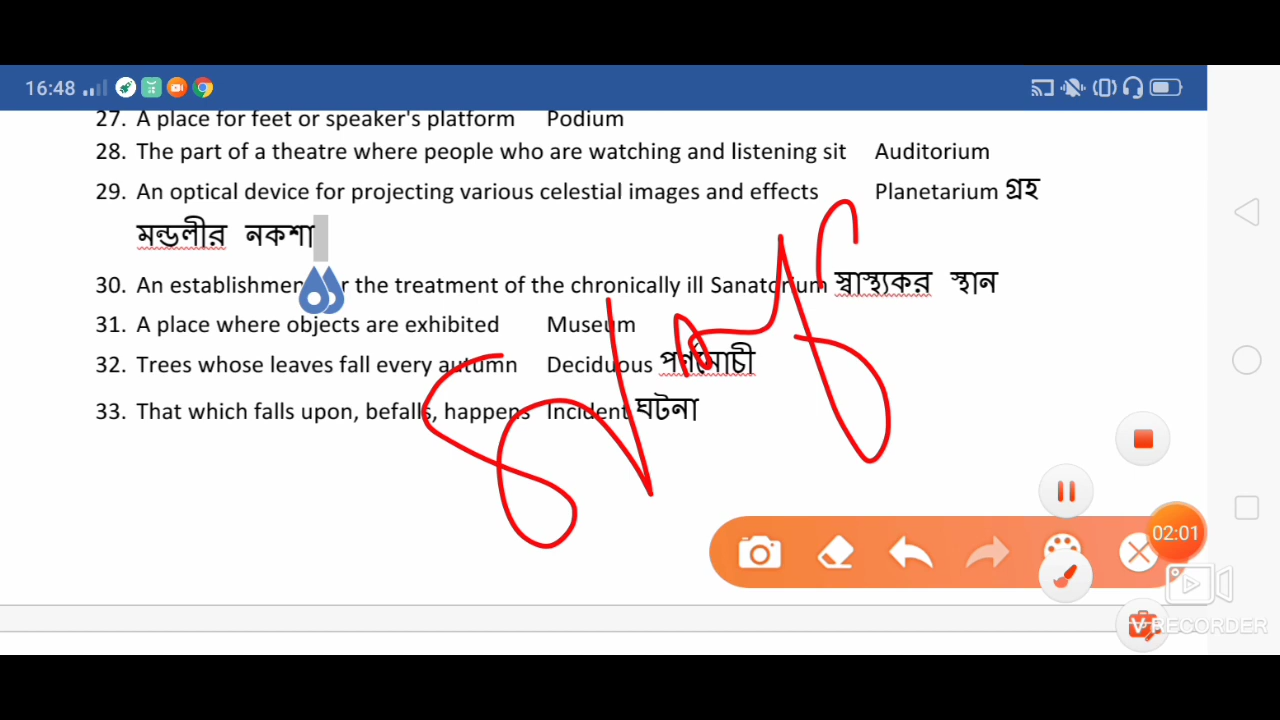 16:48
27. A place for feet or speaker's platform Podium
28. The part of a theatre where people who are watching and listening sit Auditorium
29. An optical device for projecting various celestial images and effects Planetarium গ্রহ
মন্ডলীর নকশা
30. An establishmen r the treatment of the chronically ill Sanatorium স্বাস্থ্যকর স্থান
31. A place where objects are exhibited Museum
32. Trees whose leaves fall every autumn Deciduous পর্ণমোচী
33. That which falls upon, befalls, happens Incident ঘটনা
02:01
V RECORDER